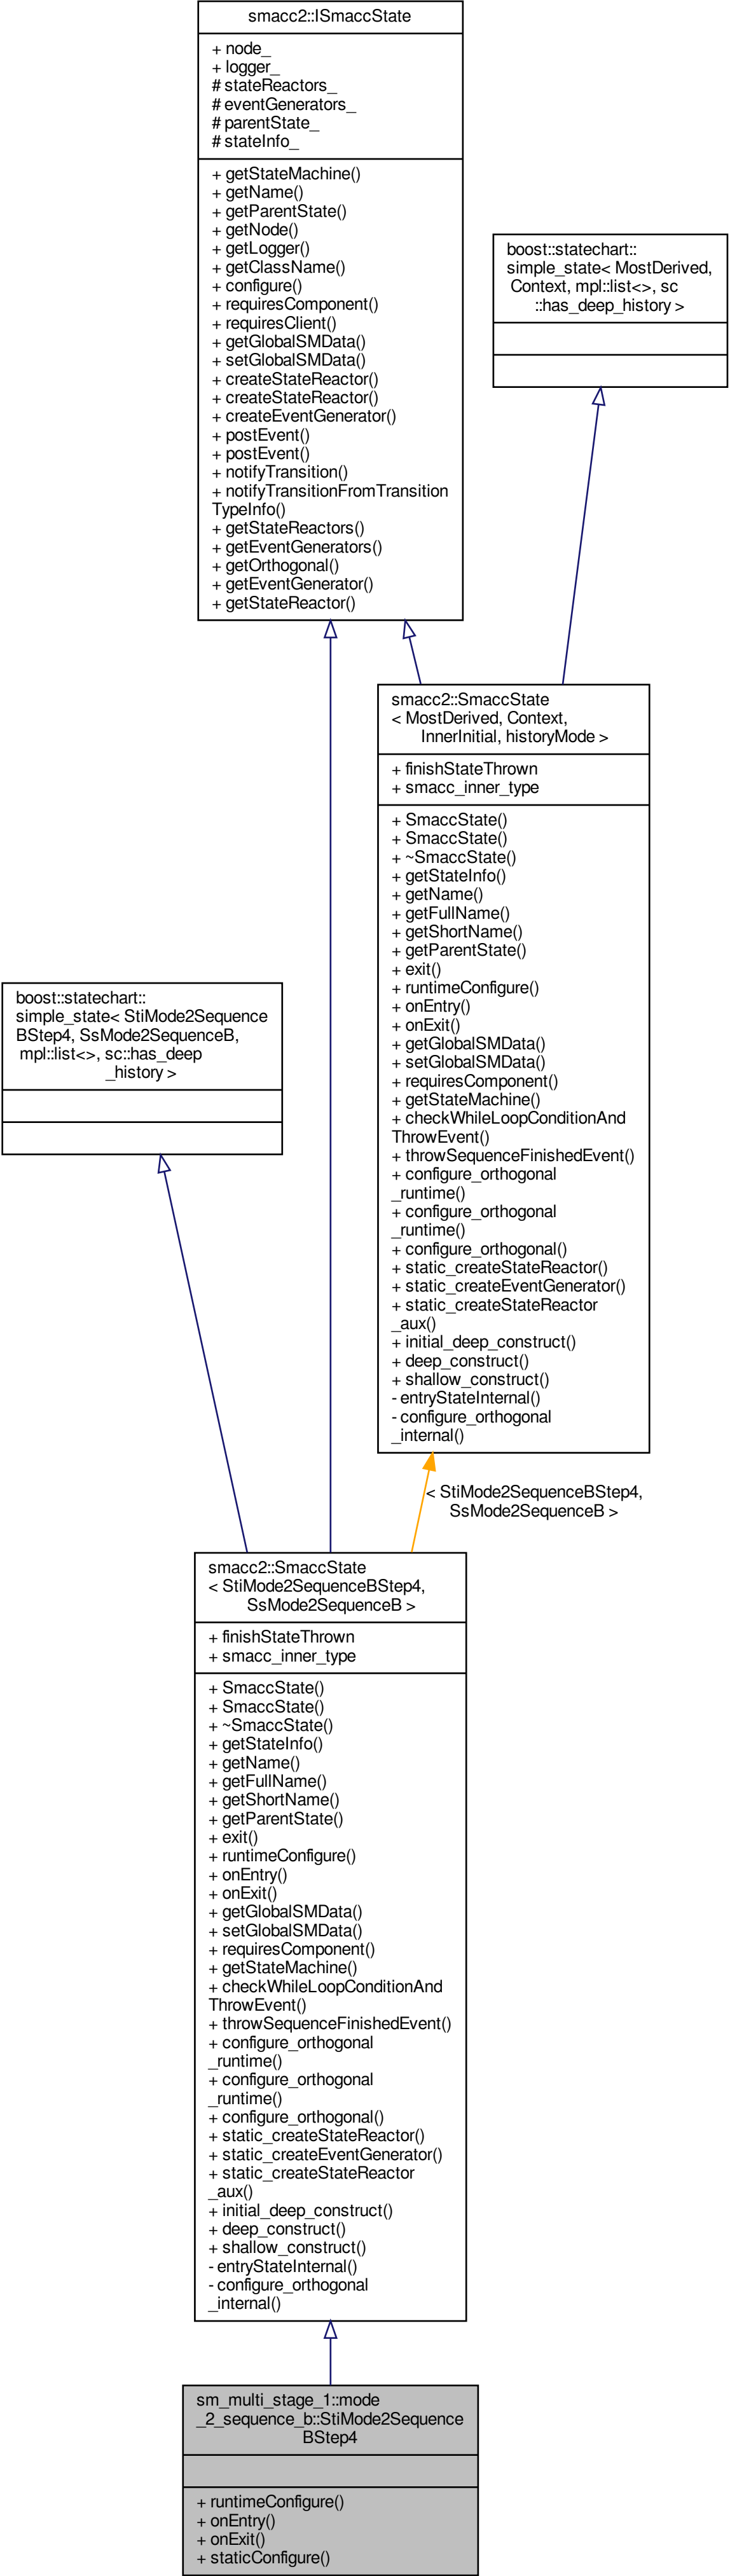 smacc2::ISmaccState
+ node_
+ logger_
# stateReactors_
# eventGenerators_
# parentState_
# stateInfo_
+ getStateMachine()
+ getName()
+ getParentState()
+ getNode()
+ getLogger()
+ getClassName()
+ configure()
+ requiresComponent()
+ requiresClient()
+ getGlobalSMData()
+ setGlobalSMData()
+ createStateReactor()
+ createStateReactor()
+ createEventGenerator()
+ postEvent()
+ postEvent()
+ notifyTransition()
+ notifyTransitionFromTransition
TypeInfo()
+ getStateReactors()
+ getEventGenerators()
+ getOrthogonal()
+ getEventGenerator()
+ getStateReactor()
boost::statechart::
simple_state< MostDerived,
Context, mpl::list<>, sc
::has_deep_history >
smacc2::SmaccState
< MostDerived, Context,
InnerInitial, historyMode >
+ finishStateThrown
+ smacc_inner_type
+ SmaccState()
+ SmaccState()
+ ~SmaccState()
+ getStateInfo()
+ getName()
+ getFullName()
+ getShortName()
+ getParentState()
+ exit()
+ runtimeConfigure()
+ onEntry()
+ onExit()
+ getGlobalSMData()
+ setGlobalSMData()
+ requiresComponent()
+ getStateMachine()
+ checkWhileLoopConditionAnd
ThrowEvent()
+ throwSequenceFinishedEvent()
+ configure_orthogonal
_runtime()
+ configure_orthogonal
_runtime()
+ configure_orthogonal()
+ static_createStateReactor()
+ static_createEventGenerator()
+ static_createStateReactor
_aux()
+ initial_deep_construct()
+ deep_construct()
+ shallow_construct()
- entryStateInternal()
- configure_orthogonal
_internal()
boost::statechart::
simple_state< StiMode2Sequence
BStep4, SsMode2SequenceB,
mpl::list<>, sc::has_deep
_history >
< StiMode2SequenceBStep4,
SsMode2SequenceB >
smacc2::SmaccState
< StiMode2SequenceBStep4,
SsMode2SequenceB >
+ finishStateThrown
+ smacc_inner_type
+ SmaccState()
+ SmaccState()
+ ~SmaccState()
+ getStateInfo()
+ getName()
+ getFullName()
+ getShortName()
+ getParentState()
+ exit()
+ runtimeConfigure()
+ onEntry()
+ onExit()
+ getGlobalSMData()
+ setGlobalSMData()
+ requiresComponent()
+ getStateMachine()
+ checkWhileLoopConditionAnd
ThrowEvent()
+ throwSequenceFinishedEvent()
+ configure_orthogonal
_runtime()
+ configure_orthogonal
_runtime()
+ configure_orthogonal()
+ static_createStateReactor()
+ static_createEventGenerator()
+ static_createStateReactor
_aux()
+ initial_deep_construct()
+ deep_construct()
+ shallow_construct()
- entryStateInternal()
- configure_orthogonal
_internal()
sm_multi_stage_1::mode
_2_sequence_b::StiMode2Sequence
BStep4
+ runtimeConfigure()
+ onEntry()
+ onExit()
+ staticConfigure()